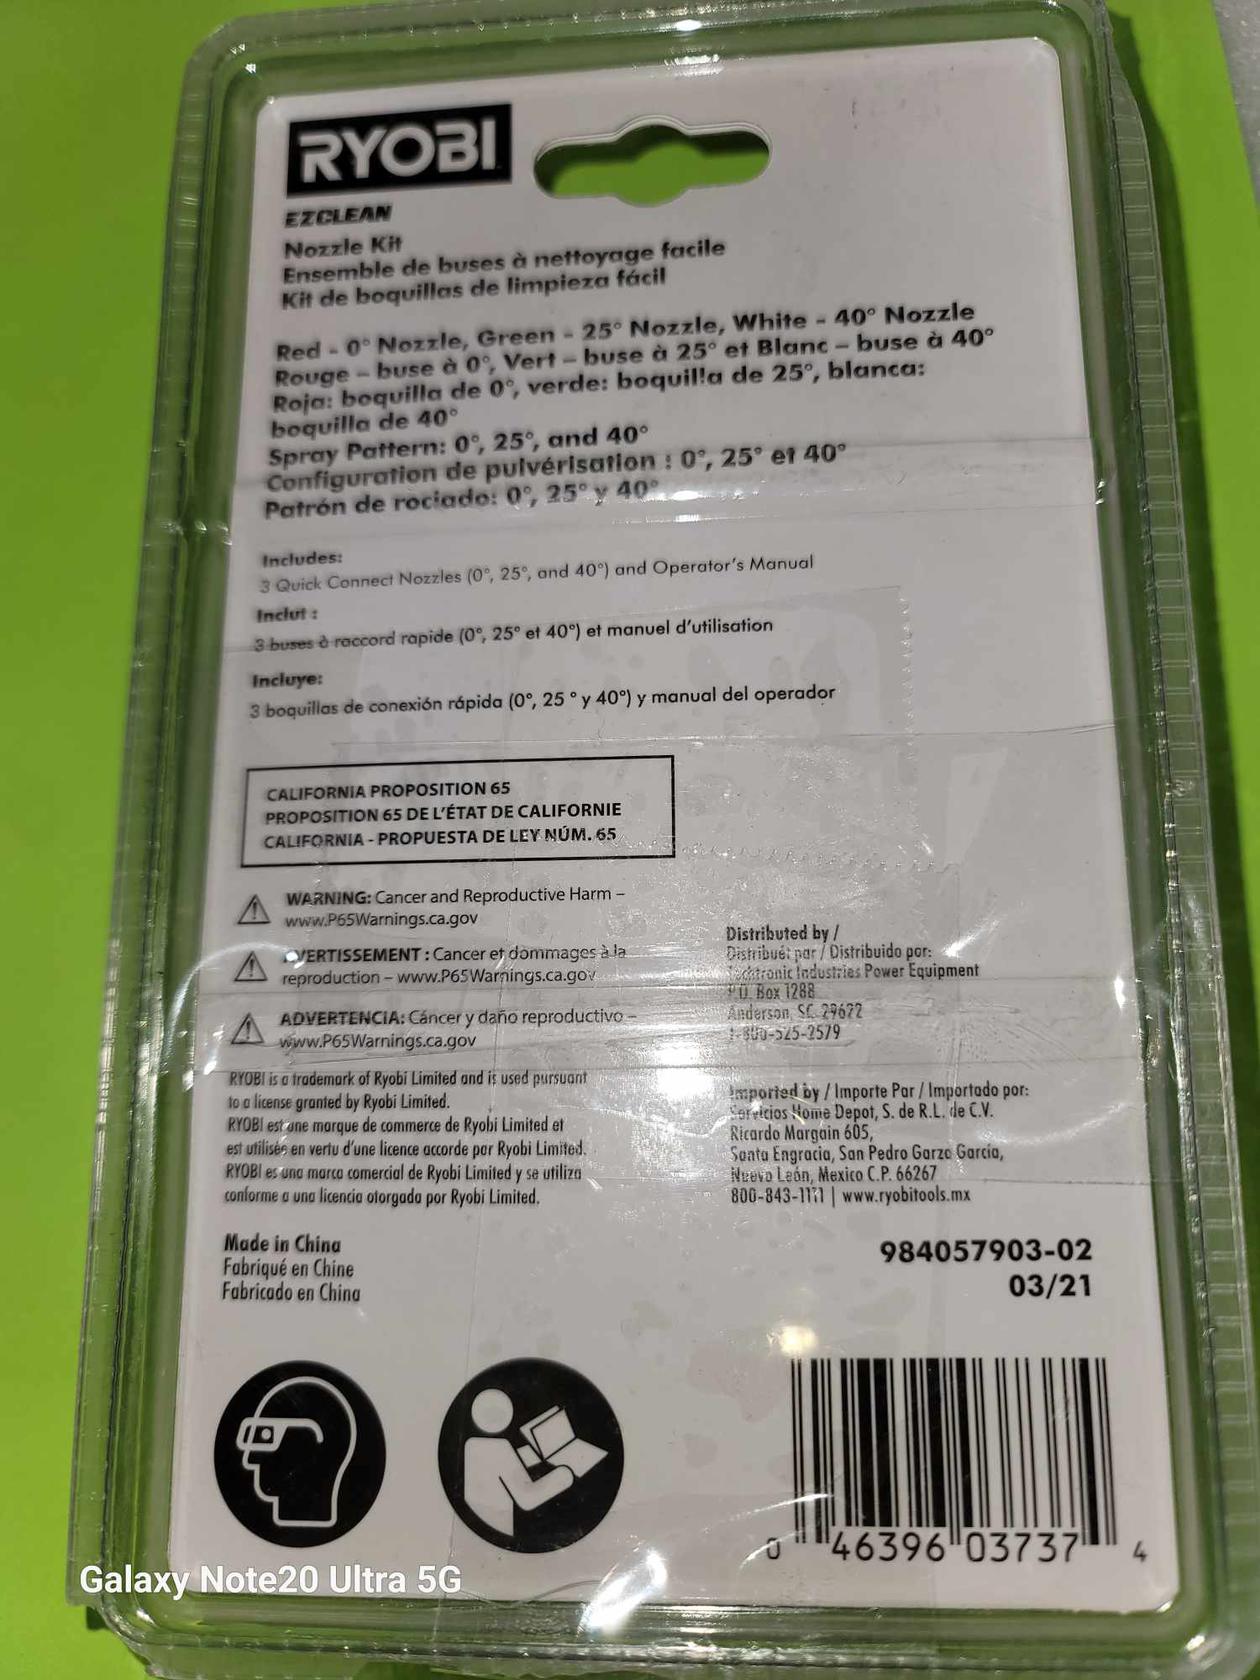 RYOBI
EZCLEAN
Nozzle Kit
Ensemble de buses à nettoyage facile
Kit de boquillas de limpieza fácil
Red - 0° Nozzle, Green - 25° Nozzle, White - 40° Nozzle
Rouge – buse à 0°, Vert – buse à 25° et Blanc – buse à 40°
Roja: boquilla de 0°, verde: boquilla de 25°, blanca:
boquilla de 40°
Spray Pattern: 0°, 25°, and 40°
Configuration de pulvérisation : 0°, 25° et 40°
Patrón de rociado: 0°, 25° y 40°
Includes:
3 Quick Connect Nozzles (0°, 25°, and 40°) and Operator's Manual
Inclut :
3 buses à raccord rapide (0°, 25° et 40°) et manuel d'utilisation
Incluye:
3 boquillas de conexión rápida (0°, 25 ° y 40°) y manual del operador
CALIFORNIA PROPOSITION 65
PROPOSITION 65 DE L'ÉTAT DE CALIFORNIE
CALIFORNIA - PROPUESTA DE LEY NÚM. 65
WARNING: Cancer and Reproductive Harm –
www.P65Warnings.ca.gov
AVERTISSEMENT : Cancer et dommages à la
reproduction – www.P65Warnings.ca.gov
ADVERTENCIA: Cáncer y daño reproductivo –
www.P65Warnings.ca.gov
RYOBI is a trademark of Ryobi Limited and is used pursuant
to a license granted by Ryobi Limited.
RYOBI est une marque de commerce de Ryobi Limited et
est utilisée en vertu d'une licence accorde par Ryobi Limited.
RYOBI es una marca comercial de Ryobi Limited y se utiliza
conforme a una licencia otorgada por Ryobi Limited.
Distributed by /
Distribué par / Distribuido por:
Techtronic Industries Power Equipment
P.O. Box 1288
Anderson, SC 29622
1-800-525-2579
Imported by / Importe Par / Importado por:
Servicios Home Depot, S. de R.L. de C.V.
Ricardo Margain 605,
Santa Engracia, San Pedro Garza García,
Nuevo León, Mexico C.P. 66267
800-843-1111 | www.ryobitools.mx
Made in China
Fabriqué en Chine
Fabricado en China
984057903-02
03/21
0 46396 03737 4
Galaxy Note20 Ultra 5G